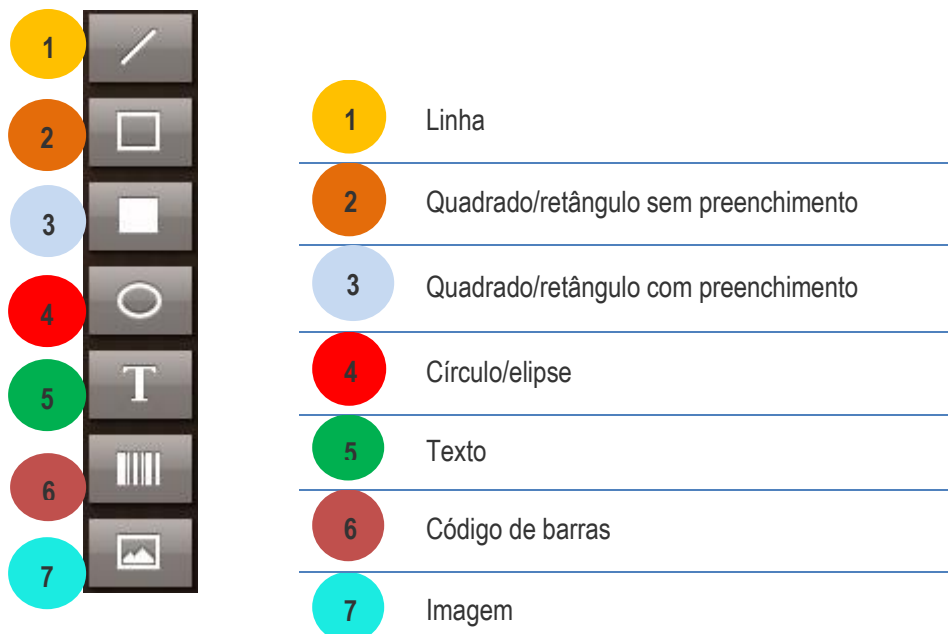 1
2
3
4
T
5
6
7
1 Linha
2 Quadrado/retângulo sem preenchimento
3 Quadrado/retângulo com preenchimento
4 Círculo/elipse
5 Texto
6 Código de barras
7 Imagem